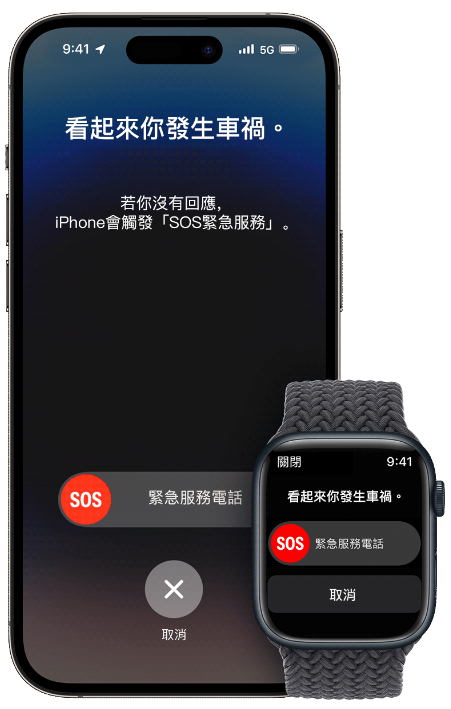 9:41
5G
看起來你發生車禍。
若你沒有回應，
iPhone會觸發「SOS緊急服務」。
SOS 緊急服務電話
取消
關閉 9:41
看起來你發生車禍。
SOS 緊急服務電話
取消